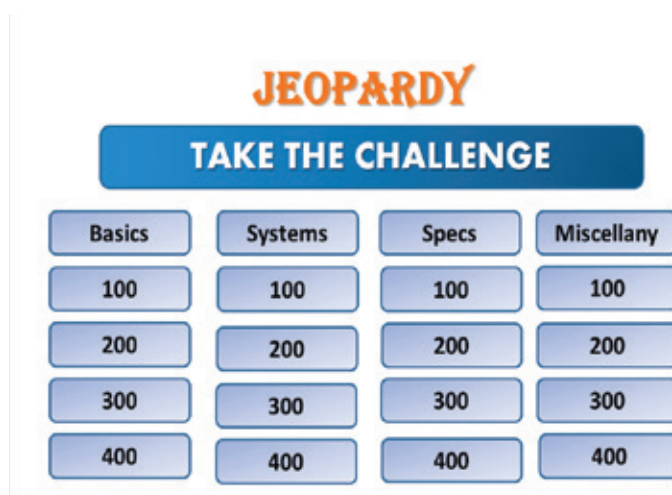 JEOPARDY
TAKE THE CHALLENGE
Basics Systems Specs Miscellany
100 100 100 100
200 200 200 200
300 300 300 300
400 400 400 400